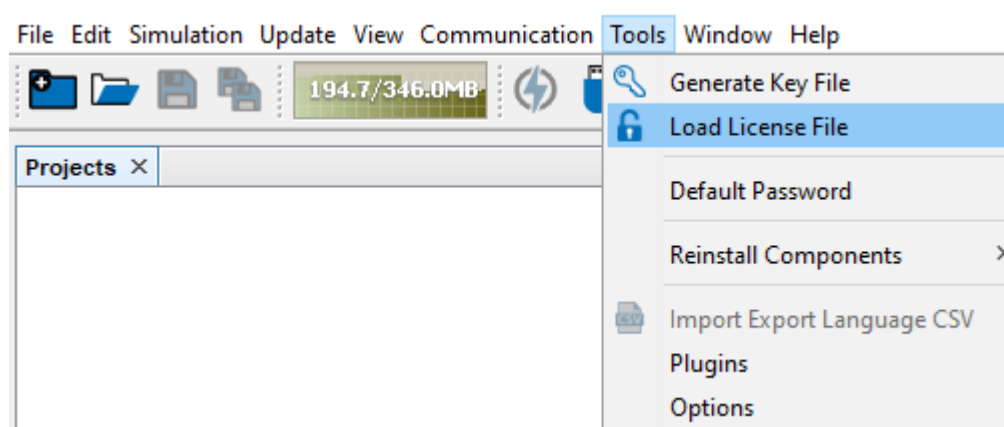 File Edit Simulation Update View Communication Tools Window Help
194.7/346.0MB
Generate Key File
Load License File
Projects ×
Default Password
Reinstall Components
CSV
Import Export Language CSV
Plugins
Options